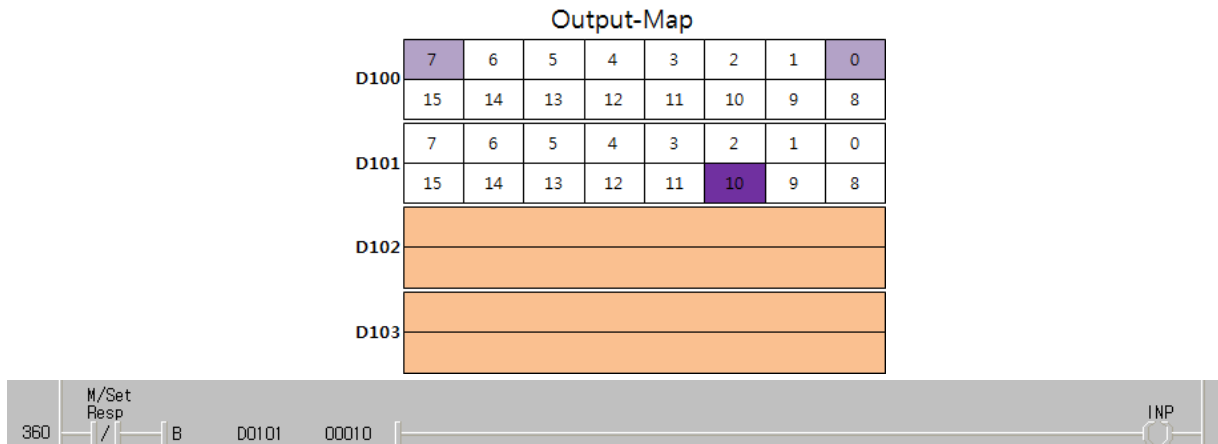 Output-Map
D100
7 6 5 4 3 2 1 0
15 14 13 12 11 10 9 8
D101
7 6 5 4 3 2 1 0
15 14 13 12 11 10 9 8
D102
D103
M/Set
Resp
INP
360 / B D0101 00010